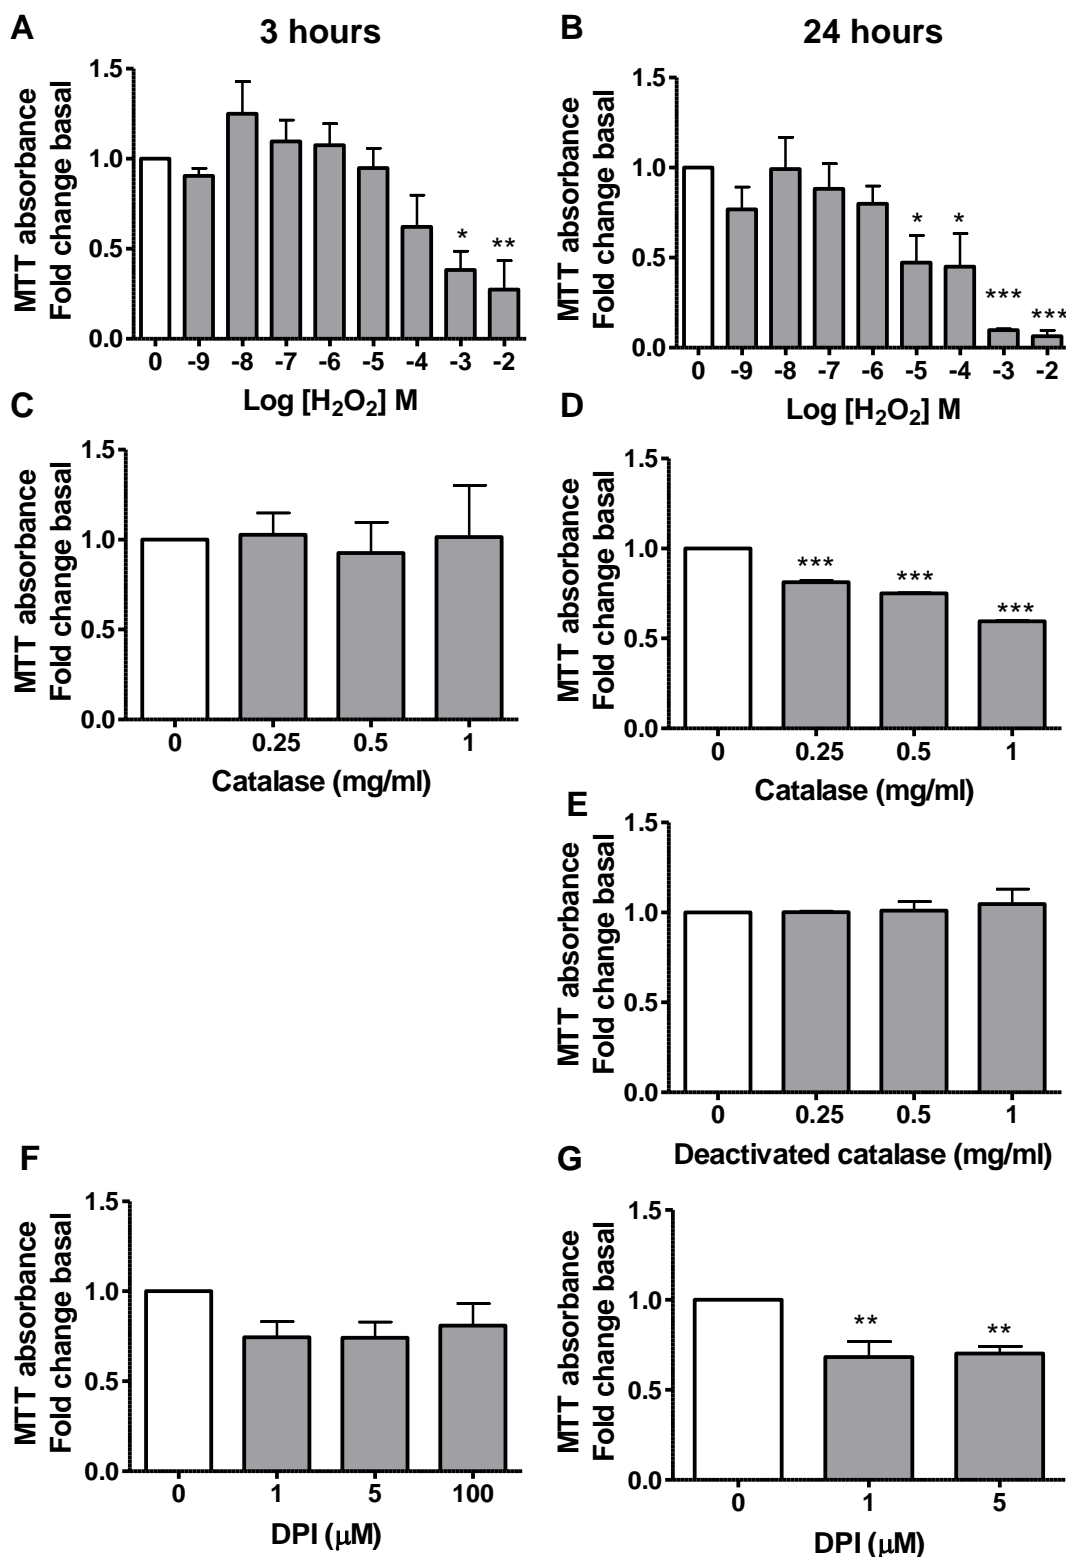 A
3 hours
MTT absorbance
Fold change basal
1.5
1.0
0.5
0.0
*
**
0 -9 -8 -7 -6 -5 -4 -3 -2
Log [H₂O₂] M
B
24 hours
MTT absorbance
Fold change basal
1.5
1.0
0.5
0.0
*
*
***
***
0 -9 -8 -7 -6 -5 -4 -3 -2
Log [H₂O₂] M
C
MTT absorbance
Fold change basal
1.5
1.0
0.5
0.0
0 0.25 0.5 1
Catalase (mg/ml)
D
MTT absorbance
Fold change basal
1.5
1.0
0.5
0.0
***
***
***
0 0.25 0.5 1
Catalase (mg/ml)
E
MTT absorbance
Fold change basal
1.5
1.0
0.5
0.0
0 0.25 0.5 1
Deactivated catalase (mg/ml)
F
MTT absorbance
Fold change basal
1.5
1.0
0.5
0.0
0 1 5 100
DPI (μM)
G
MTT absorbance
Fold change basal
1.5
1.0
0.5
0.0
**
**
0 1 5
DPI (μM)